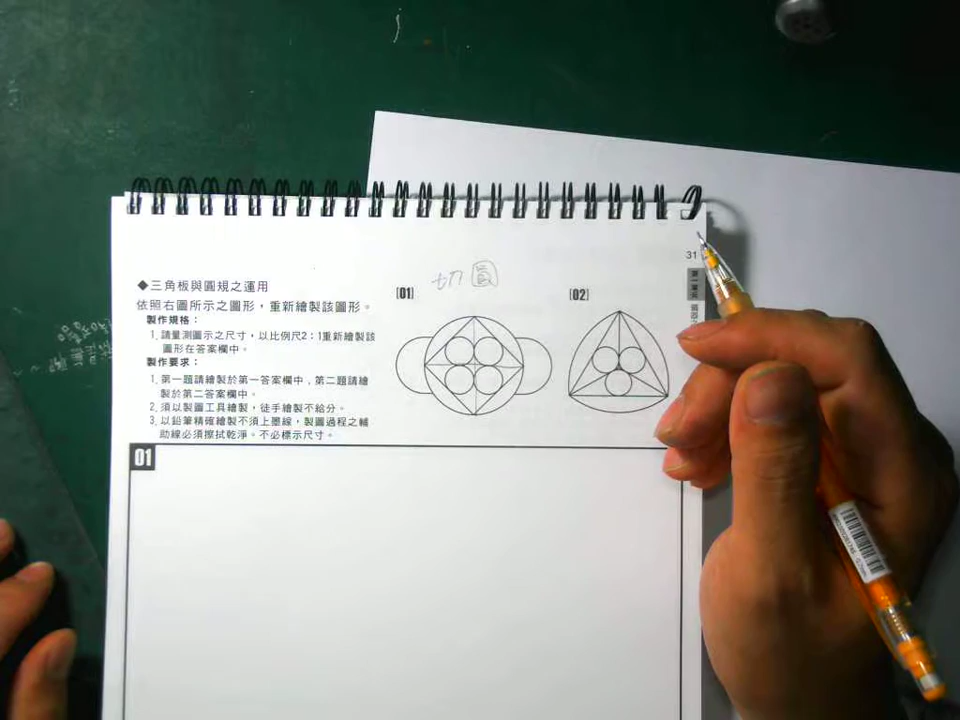 31
◆三角板與圓規之運用
依照右圖所示之圖形，重新繪製該圖形。
製作規格：
1. 請量測圖示之尺寸，以比例尺2：1重新繪製該
圖形在答案欄中。
製作要求：
1. 第一題請繪製於第一答案欄中，第二題請繪
製於第二答案欄中。
2. 須以製圖工具繪製，徒手繪製不給分。
3. 以鉛筆精確繪製不須上墨線，製圖過程之輔
助線必須擦拭乾淨。不必標示尺寸。
[01]
切圓
[02]
01